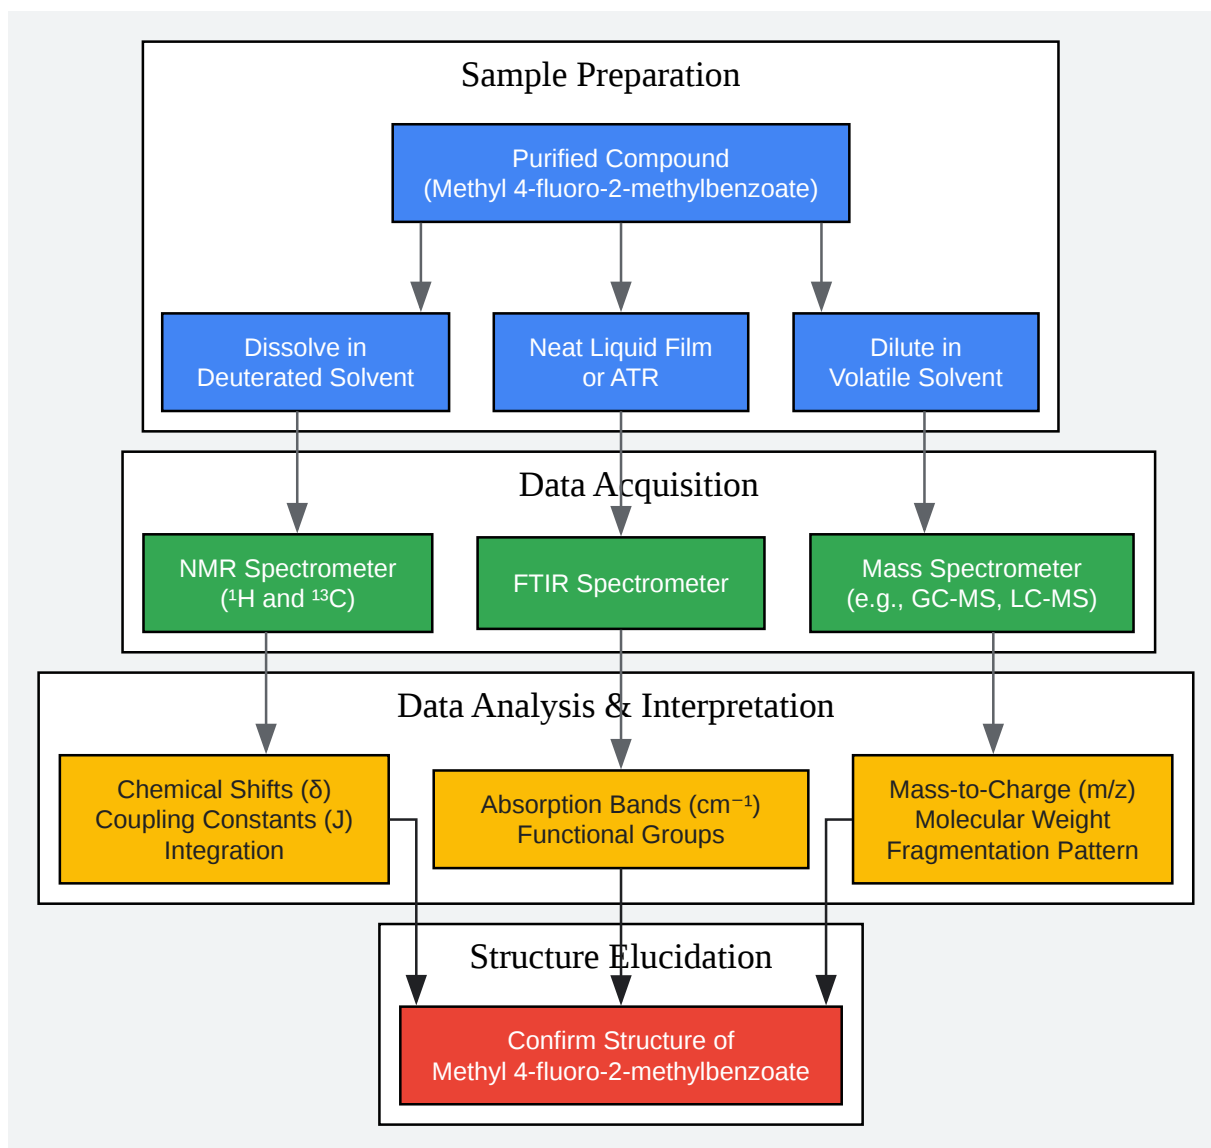 Sample Preparation
Purified Compound
(Methyl 4-fluoro-2-methylbenzoate)
Dissolve in
Deuterated Solvent
Neat Liquid Film
or ATR
Dilute in
Volatile Solvent
Data Acquisition
NMR Spectrometer
(¹H and ¹³C)
FTIR Spectrometer
Mass Spectrometer
(e.g., GC-MS, LC-MS)
Data Analysis & Interpretation
Chemical Shifts (δ)
Coupling Constants (J)
Integration
Absorption Bands (cm⁻¹)
Functional Groups
Mass-to-Charge (m/z)
Molecular Weight
Fragmentation Pattern
Structure Elucidation
Confirm Structure of
Methyl 4-fluoro-2-methylbenzoate